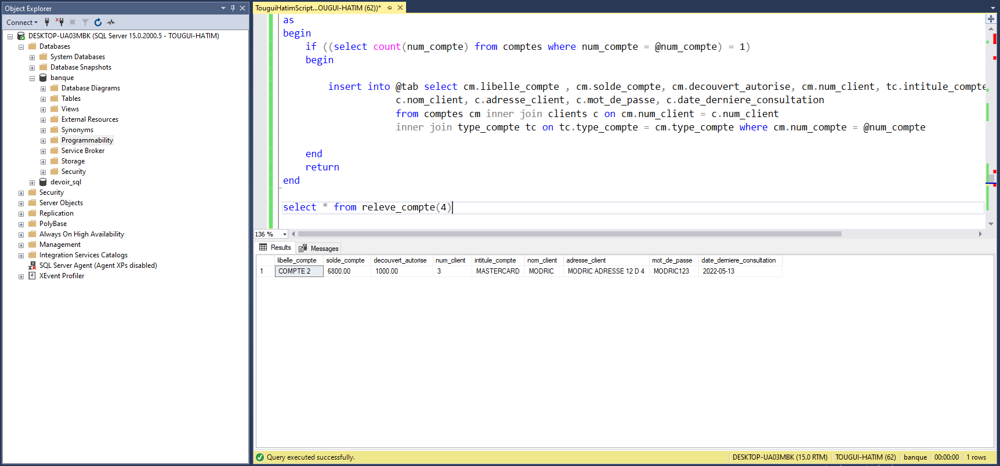 Object Explorer
Connect
DESKTOP-UA03MBK (SQL Server 15.0.2000.5 - TOUGUI-HATIM)
Databases
System Databases
Database Snapshots
banque
Database Diagrams
Tables
Views
External Resources
Synonyms
Programmability
Service Broker
Storage
Security
devoir_sql
Security
Server Objects
Replication
PolyBase
Always On High Availability
Management
Integration Services Catalogs
SQL Server Agent (Agent XPs disabled)
XEvent Profiler
TouguiHatimScript...OUGUI-HATIM (62))*
as
begin
if ((select count(num_compte) from comptes where num_compte = @num_compte) = 1)
begin
insert into @tab select cm.libelle_compte , cm.solde_compte, cm.decouvert_autorise, cm.num_client, tc.intitule_compte
c.nom_client, c.adresse_client, c.mot_de_passe, c.date_derniere_consultation
from comptes cm inner join clients c on cm.num_client = c.num_client
inner join type_compte tc on tc.type_compte = cm.type_compte where cm.num_compte = @num_compte
end
return
end
select * from releve_compte(4)
136 %
Results Messages
libelle_compte solde_compte decouvert_autorise num_client intitule_compte nom_client adresse_client mot_de_passe date_derniere_consultation
1 COMPTE 2 6800.00 1000.00 3 MASTERCARD MODRIC MODRIC ADRESSE 12 D 4 MODRIC123 2022-05-13
Query executed successfully. DESKTOP-UA03MBK (15.0 RTM) TOUGUI-HATIM (62) banque 00:00:00 1 rows